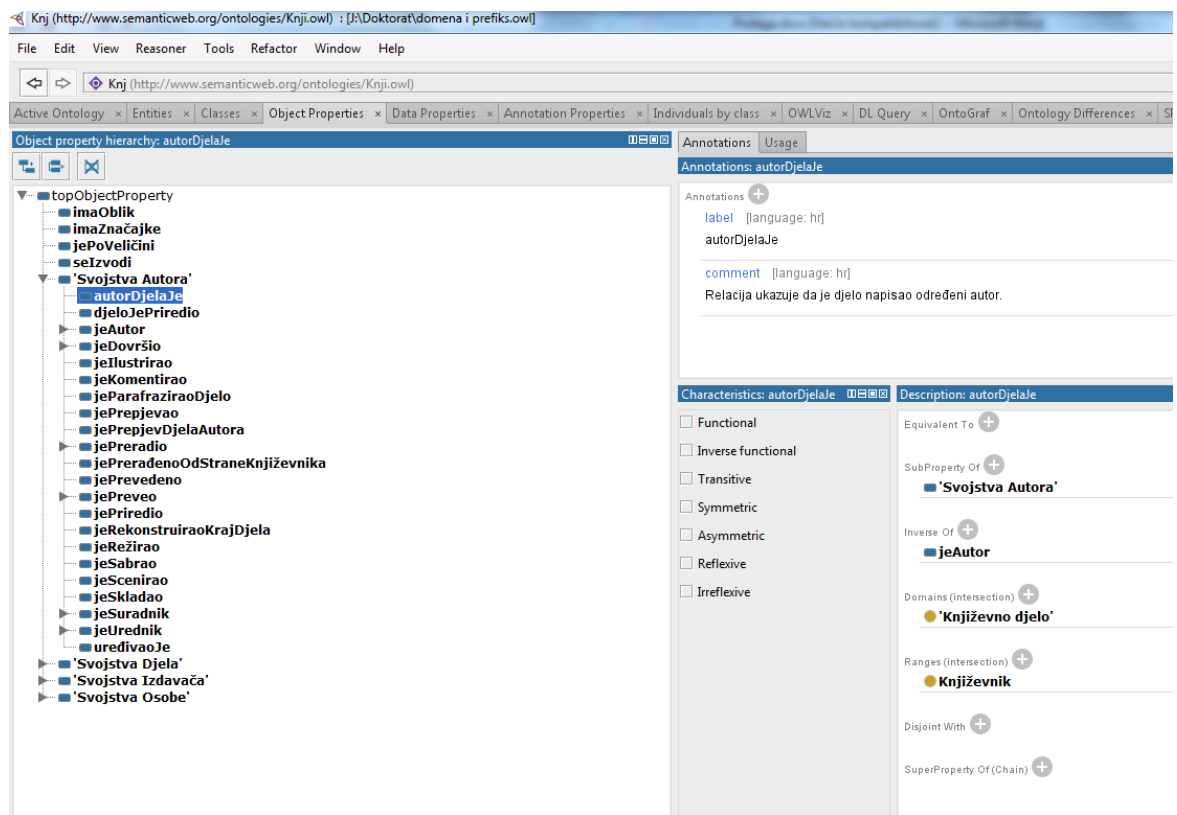 Knj (http://www.semanticweb.org/ontologies/Knji.owl) : [J:\Doktorat\domena i prefiks.owl]
File Edit View Reasoner Tools Refactor Window Help
Knj (http://www.semanticweb.org/ontologies/Knji.owl)
Active Ontology × Entities × Classes × Object Properties × Data Properties × Annotation Properties × Individuals by class × OWLViz × DL Query × OntoGraf × Ontology Differences ×
Object property hierarchy: autorDjelaJe
topObjectProperty
imaOblik
imaZnačajke
jePoVeličini
seIzvodi
'Svojstva Autora'
autorDjelaJe
djeloJePriredio
jeAutor
jeDovršio
jeIlustrirao
jeKomentirao
jeParafraziraoDjelo
jePrepjevao
jePrepjevDjelaAutora
jePreradio
jePrerađenoOdStraneKnjiževnika
jePrevedeno
jePreveo
jePriredio
jeRekonstruiraoKrajDjela
jeRežirao
jeSabrao
jeScenirao
jeSkladao
jeSuradnik
jeUrednik
uređivaoJe
'Svojstva Djela'
'Svojstva Izdavača'
'Svojstva Osobe'
Annotations Usage
Annotations: autorDjelaJe
Annotations
label [language: hr]
autorDjelaJe
comment [language: hr]
Relacija ukazuje da je djelo napisao određeni autor.
Characteristics: autorDjelaJe
Functional
Inverse functional
Transitive
Symmetric
Asymmetric
Reflexive
Irreflexive
Description: autorDjelaJe
Equivalent To
SubProperty Of
'Svojstva Autora'
Inverse Of
jeAutor
Domains (intersection)
'Književno djelo'
Ranges (intersection)
Književnik
Disjoint With
SuperProperty Of (Chain)